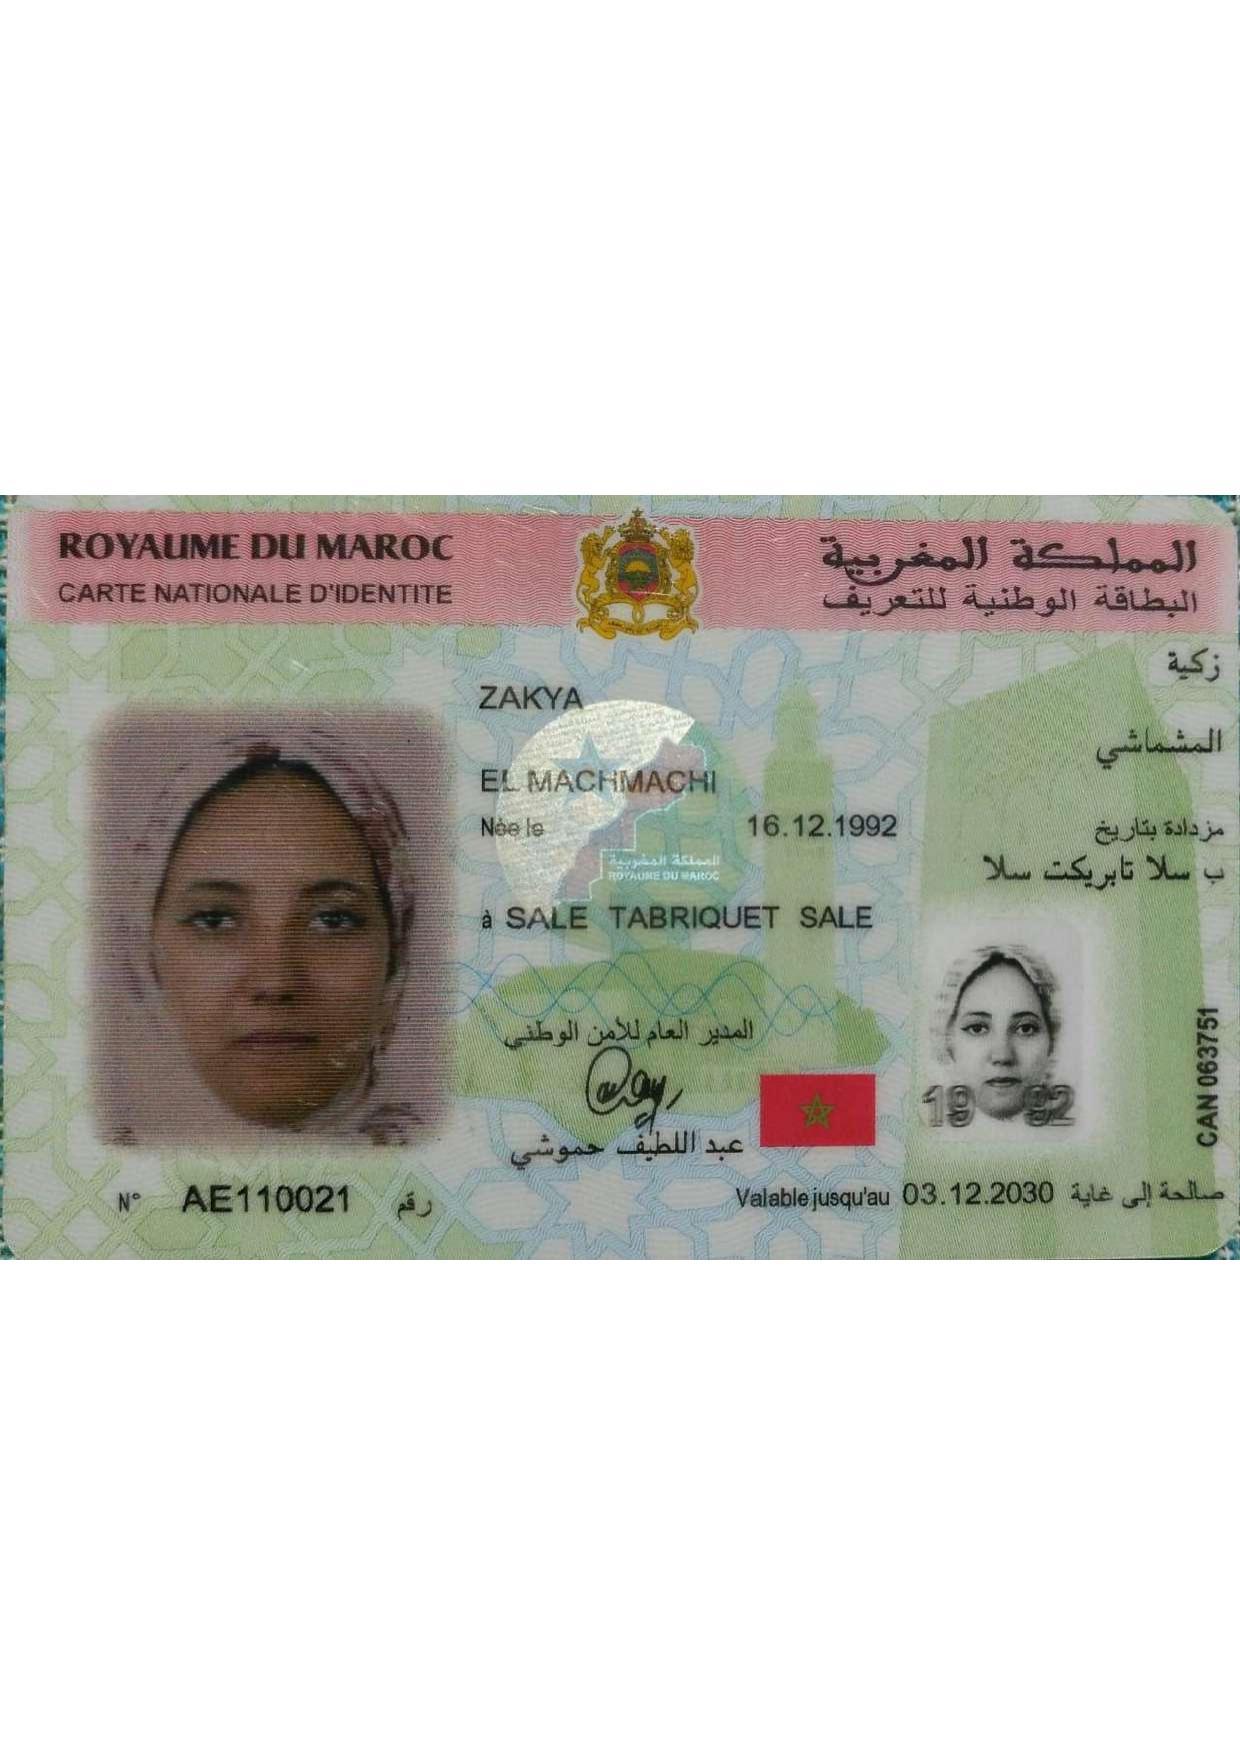 ROYAUME DU MAROC
المملكة المغربية
CARTE NATIONALE D'IDENTITE
البطاقة الوطنية للتعريف
زكية
ZAKYA
المشماشي
EL MACHMACHI
Née le 16.12.1992 مزدادة بتاريخ
ب سلا تابريكت سلا
المملكة المغربية
ROYAUME DU MAROC
à SALE TABRIQUET SALE
المدير العام للأمن الوطني
عبد اللطيف حموشي
1992
CAN 063751
N° AE110021 رقم
Valable jusqu'au 03.12.2030 صالحة إلى غاية